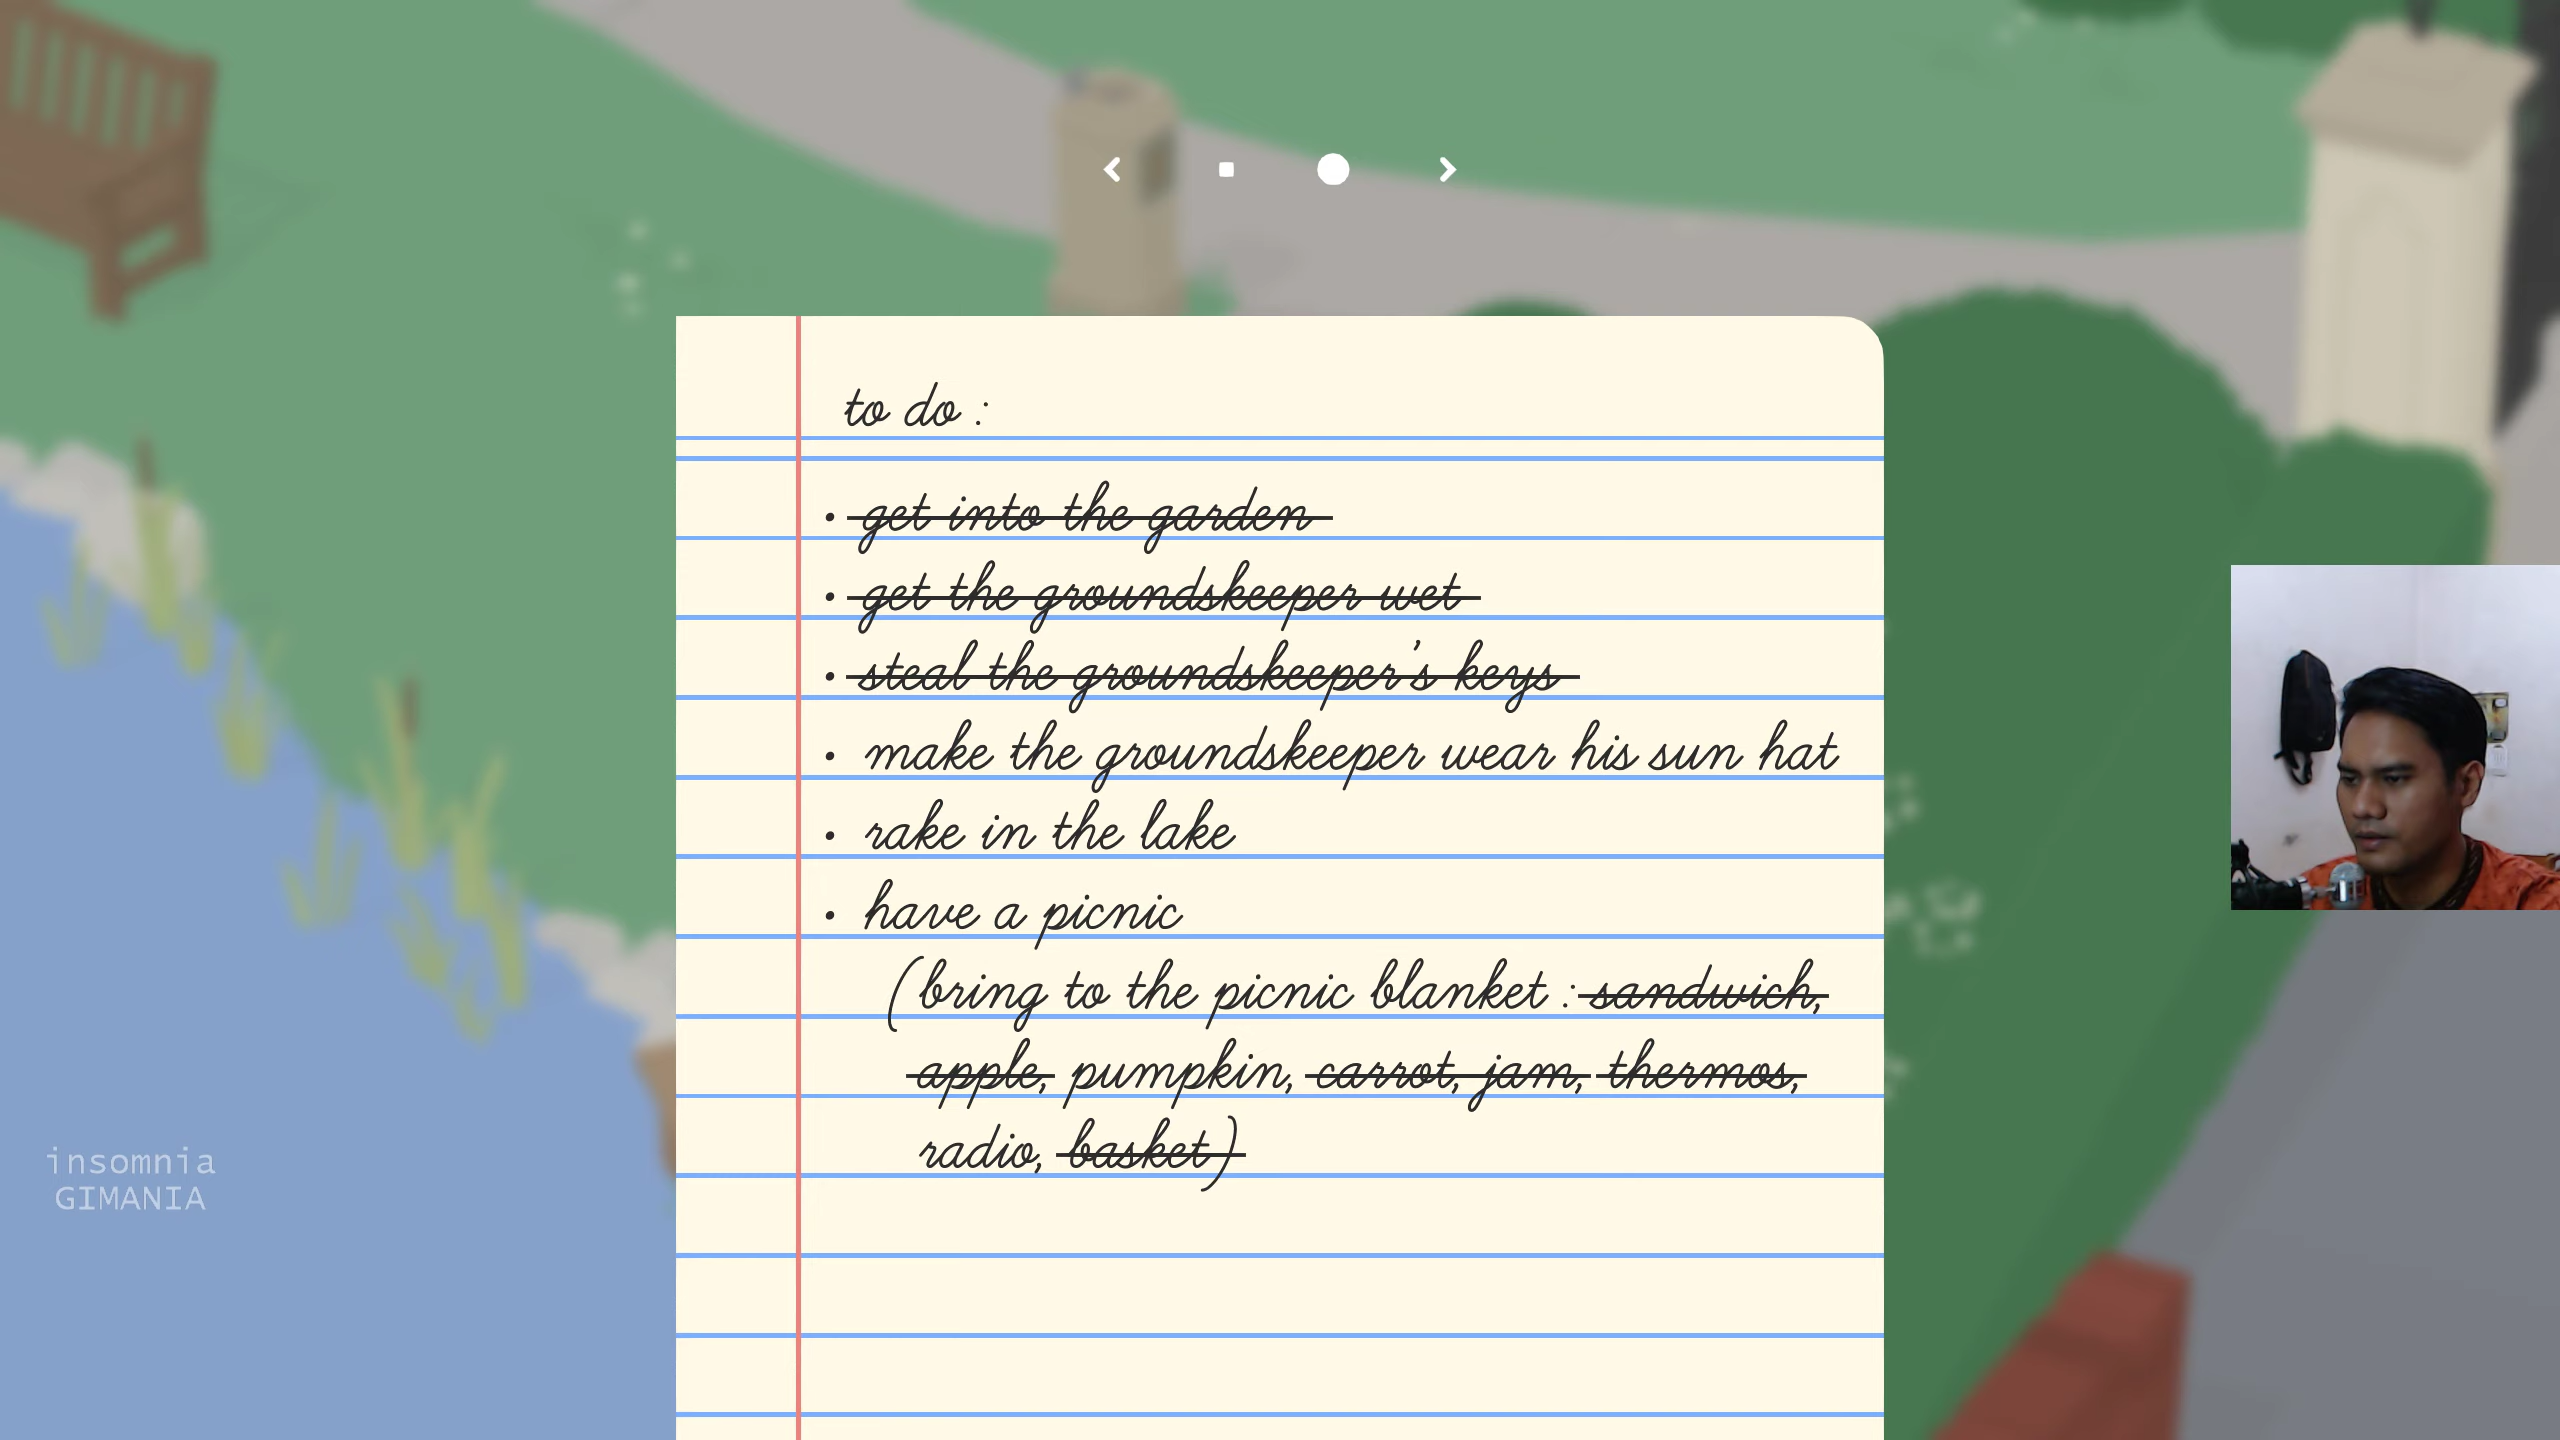 to do :
• get into the garden
• get the groundskeeper wet
• steal the groundskeeper's keys
• make the groundskeeper wear his sun hat
• rake in the lake
• have a picnic
(bring to the picnic blanket : sandwich,
apple, pumpkin, carrot, jam, thermos,
radio, basket)
insomnia
GIMANIA